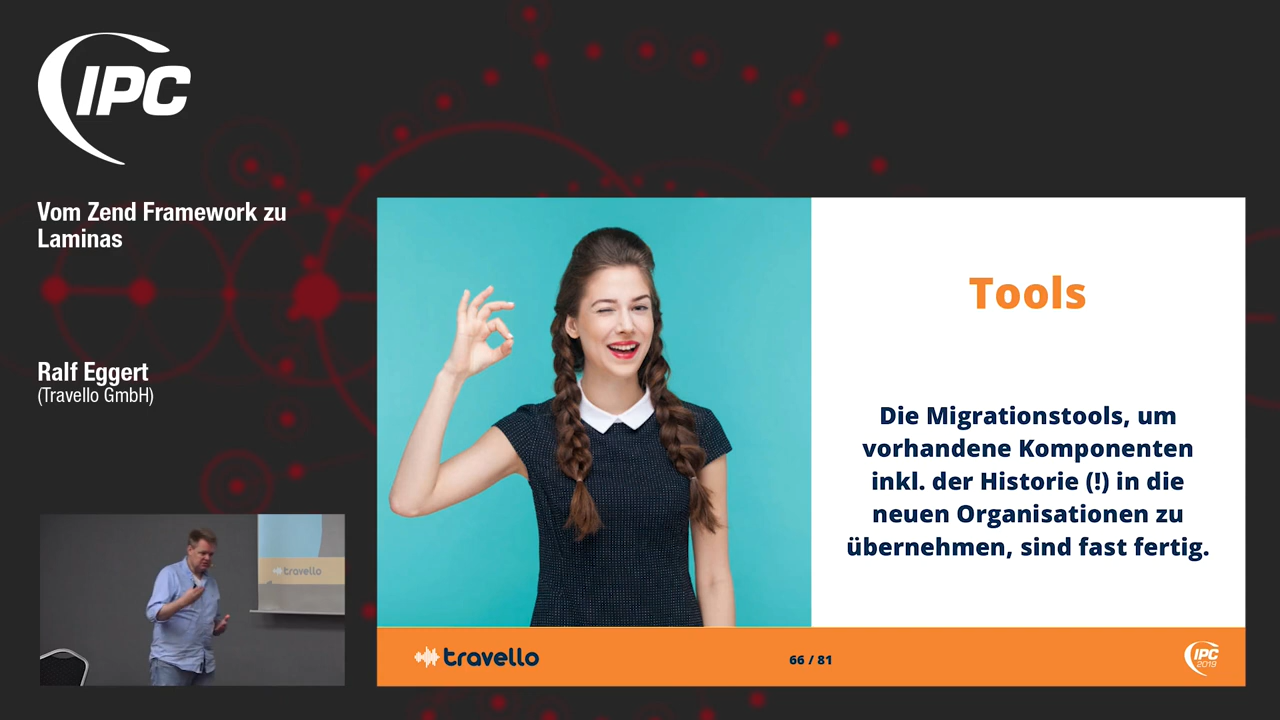 IPC
Vom Zend Framework zu
Laminas
Ralf Eggert
(Travello GmbH)
travello
Tools
Die Migrationstools, um
vorhandene Komponenten
inkl. der Historie (!) in die
neuen Organisationen zu
übernehmen, sind fast fertig.
travello
66 / 81
IPC
2019